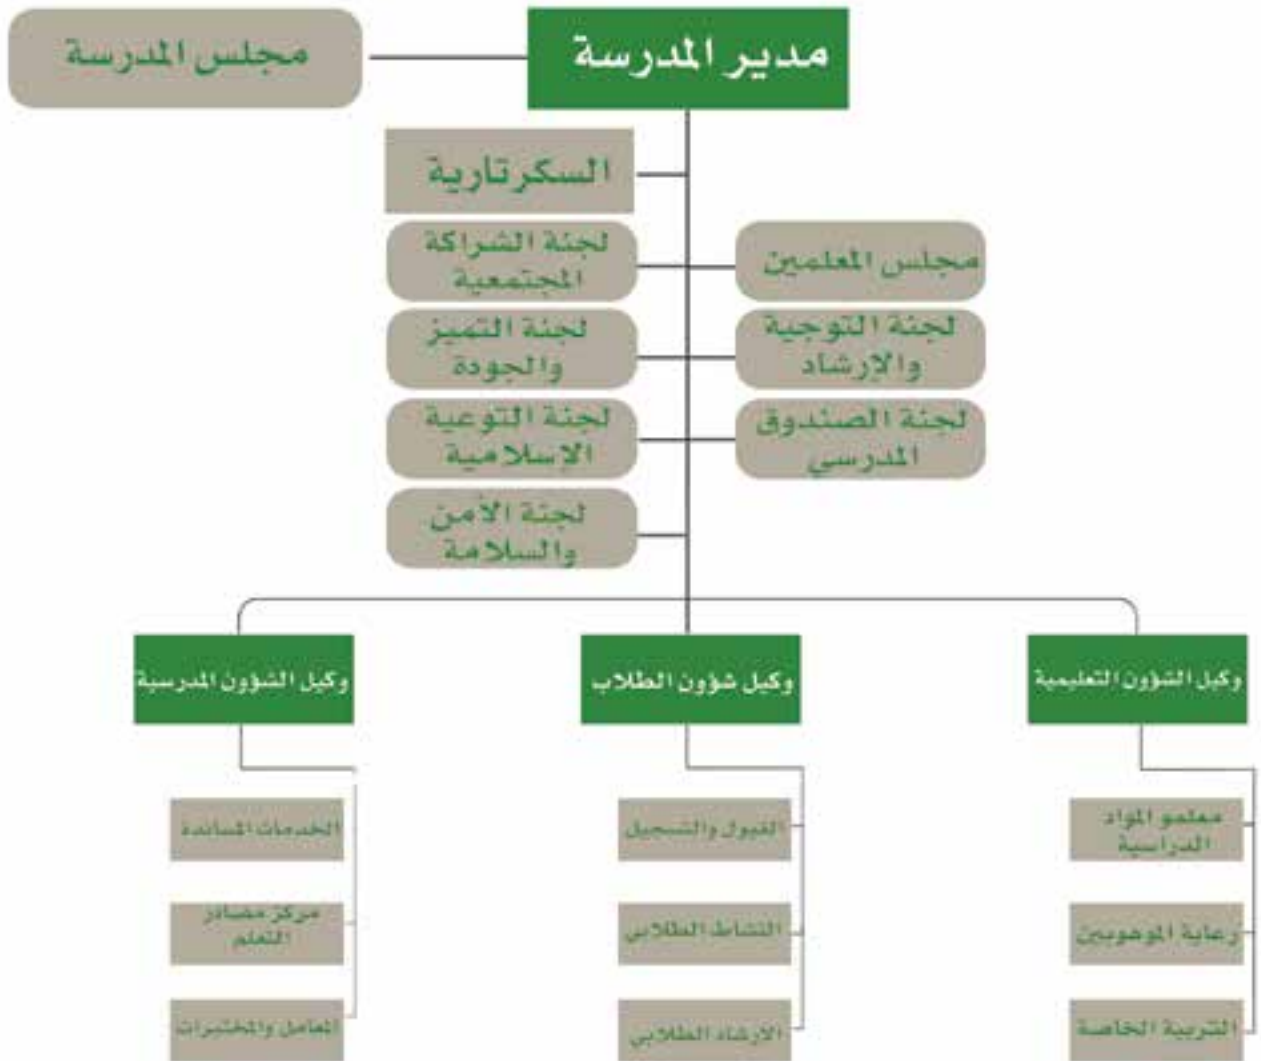 مدير المدرسة
مجلس المدرسة
السكرتارية
مجلس المعلمين
لجنة الشراكة
المجتمعية
لجنة التوجية
والإرشاد
لجنة التميز
والجودة
لجنة الصندوق
المدرسي
لجنة التوعية
الإسلامية
لجنة الأمن
والسلامة
وكيل الشؤون التعليمية
وكيل شؤون الطلاب
وكيل الشؤون المدرسية
معلمو المواد
الدراسية
رعاية الموهوبين
التربية الخاصة
القبول والتسجيل
النشاط الطلابي
الارشاد الطلابي
الخدمات المساندة
مركز مصادر
التعلم
المعامل والمختبرات